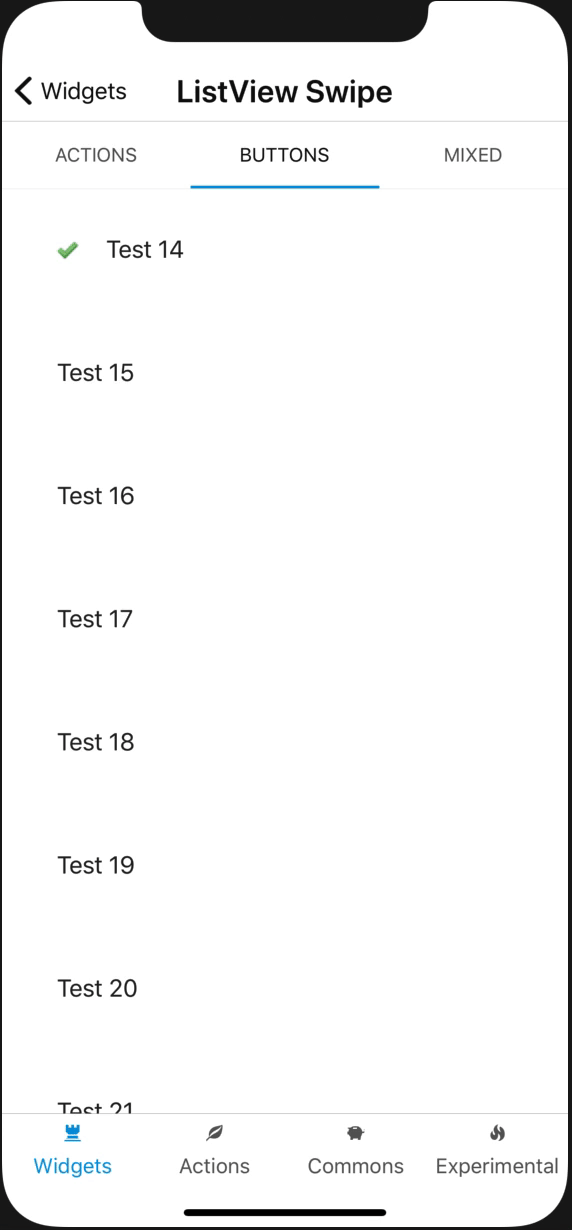 Widgets
ListView Swipe
ACTIONS
BUTTONS
MIXED
Test 14
Test 15
Test 16
Test 17
Test 18
Test 19
Test 20
Test 21
Widgets
Actions
Commons
Experimental